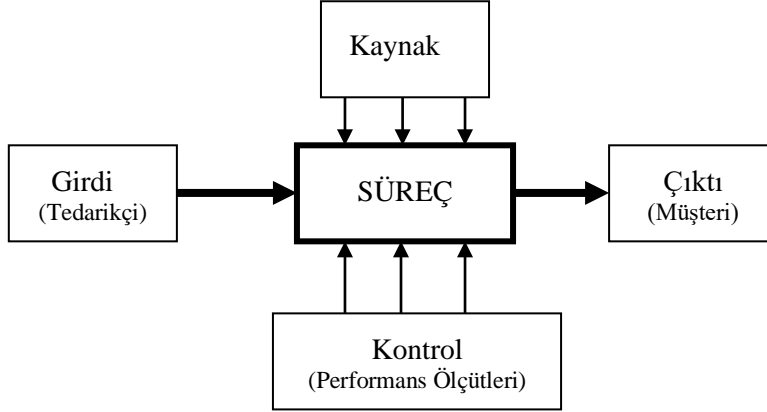 Kaynak
Girdi
(Tedarikçi)
SÜREÇ
Çıktı
(Müşteri)
Kontrol
(Performans Ölçütleri)